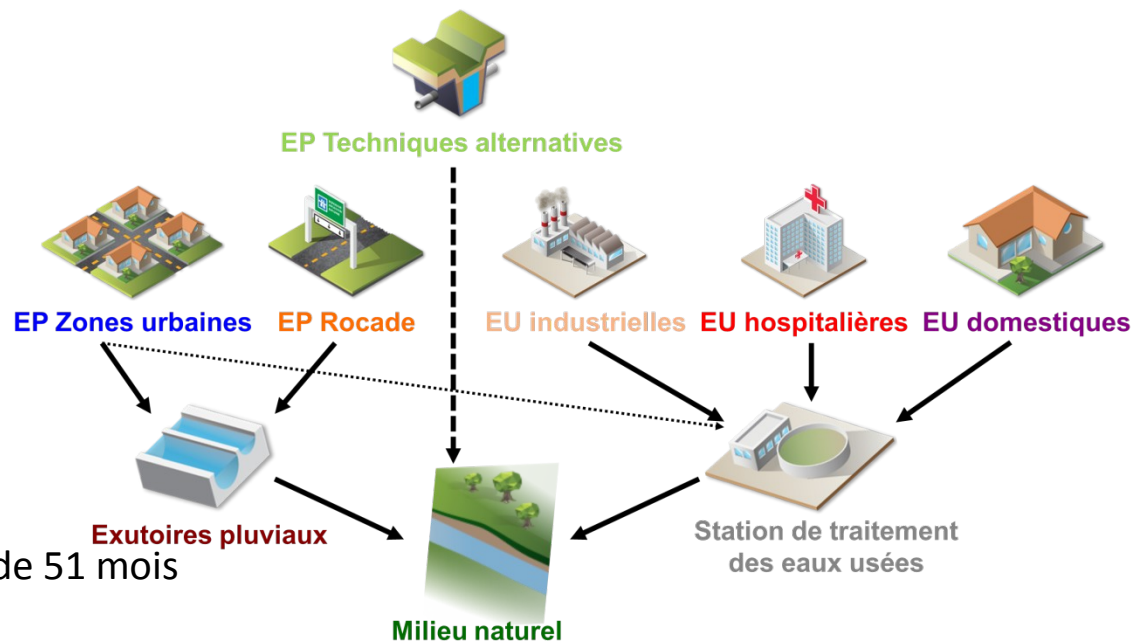 EP Techniques alternatives
EP Zones urbaines
EP Rocade
EU industrielles
EU hospitalières
EU domestiques
Exutoires pluviaux
Station de traitement
des eaux usées
de 51 mois
Milieu naturel